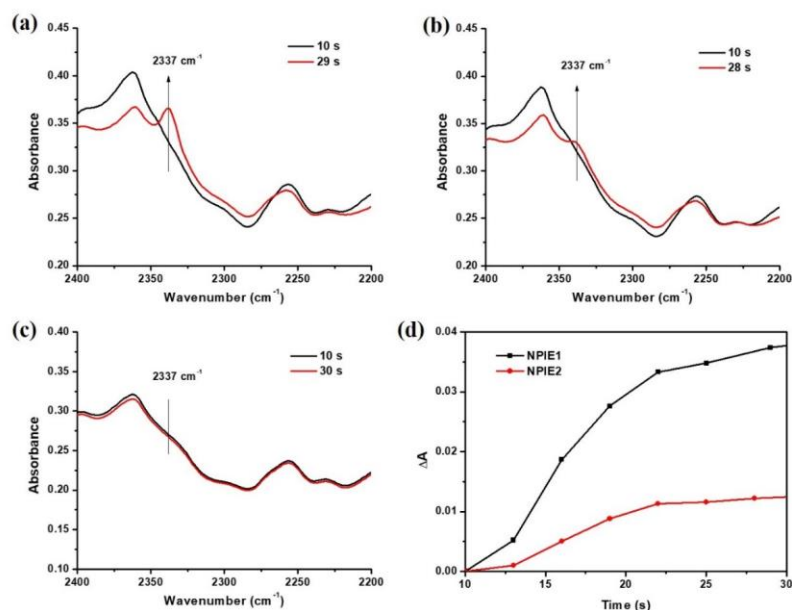 (a)
0.45
0.40
0.35
0.30
0.25
0.20
2400
2350
2300
2250
2200
Absorbance
Wavenumber (cm⁻¹)
2337 cm⁻¹
10 s
29 s
(b)
0.45
0.40
0.35
0.30
0.25
0.20
2400
2350
2300
2250
2200
Absorbance
Wavenumber (cm⁻¹)
2337 cm⁻¹
10 s
28 s
(c)
0.40
0.35
0.30
0.25
0.20
0.15
0.10
2400
2350
2300
2250
2200
Absorbance
Wavenumber (cm⁻¹)
2337 cm⁻¹
10 s
30 s
(d)
0.04
0.03
0.02
0.01
0.00
10
15
20
25
30
ΔA
Time (s)
NPIE1
NPIE2